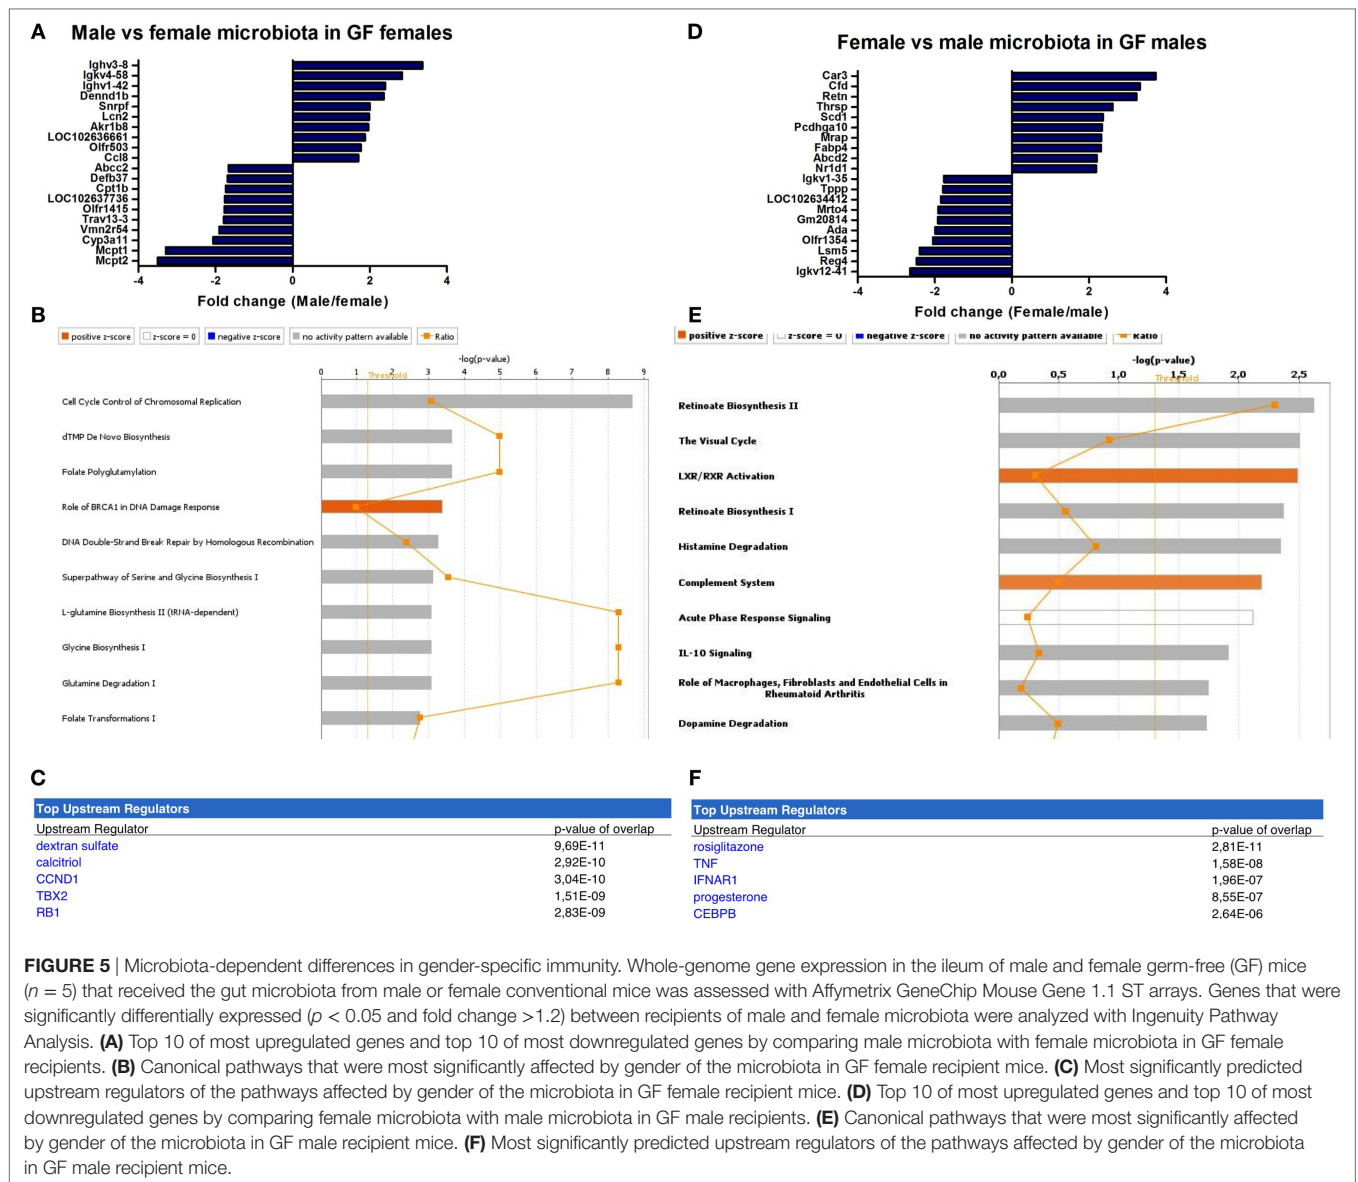 A
Male vs female microbiota in GF females
Ighv3-8
Igkv4-58
Ighv1-42
Dennd1b
Snrpf
Lcn2
Akr1b8
LOC102636661
Olfr503
Ccl8
Abcc2
Defb37
Cpt1b
LOC102637736
Olfr1415
Trav13-3
Vmn2r54
Cyp3a11
Mcpt1
Mcpt2
-4 -2 0 2 4
Fold change (Male/female)
B
positive z-score z-score = 0 negative z-score no activity pattern available Ratio
-log(p-value)
0 1 2 3 4 5 6 7 8 9
Threshold
Cell Cycle Control of Chromosomal Replication
dTMP De Novo Biosynthesis
Folate Polyglutamylation
Role of BRCA1 in DNA Damage Response
DNA Double-Strand Break Repair by Homologous Recombination
Superpathway of Serine and Glycine Biosynthesis I
L-glutamine Biosynthesis II (tRNA-dependent)
Glycine Biosynthesis I
Glutamine Degradation I
Folate Transformations I
C
Top Upstream Regulators
Upstream Regulator p-value of overlap
dextran sulfate 9,69E-11
calcitriol 2,92E-10
CCND1 3,04E-10
TBX2 1,51E-09
RB1 2,83E-09
D
Female vs male microbiota in GF males
Car3
Cfd
Retn
Thrsp
Scd1
Pcdhga10
Mrap
Fabp4
Abcd2
Nr1d1
Igkv1-35
Tppp
LOC102634412
Mrto4
Gm20814
Ada
Olfr1354
Lsm5
Reg4
Igkv12-41
-4 -2 0 2 4
Fold change (Female/male)
E
positive z-score z-score = 0 negative z-score no activity pattern available Ratio
-log(p-value)
0,0 0,5 1,0 1,5 2,0 2,5
Threshold
Retinoate Biosynthesis II
The Visual Cycle
LXR/RXR Activation
Retinoate Biosynthesis I
Histamine Degradation
Complement System
Acute Phase Response Signaling
IL-10 Signaling
Role of Macrophages, Fibroblasts and Endothelial Cells in
Rheumatoid Arthritis
Dopamine Degradation
F
Top Upstream Regulators
Upstream Regulator p-value of overlap
rosiglitazone 2,81E-11
TNF 1,58E-08
IFNAR1 1,96E-07
progesterone 8,55E-07
CEBPB 2,64E-06
FIGURE 5 | Microbiota-dependent differences in gender-specific immunity. Whole-genome gene expression in the ileum of male and female germ-free (GF) mice
(n = 5) that received the gut microbiota from male or female conventional mice was assessed with Affymetrix GeneChip Mouse Gene 1.1 ST arrays. Genes that were
significantly differentially expressed (p < 0.05 and fold change >1.2) between recipients of male and female microbiota were analyzed with Ingenuity Pathway
Analysis. (A) Top 10 of most upregulated genes and top 10 of most downregulated genes by comparing male microbiota with female microbiota in GF female
recipients. (B) Canonical pathways that were most significantly affected by gender of the microbiota in GF female recipient mice. (C) Most significantly predicted
upstream regulators of the pathways affected by gender of the microbiota in GF female recipient mice. (D) Top 10 of most upregulated genes and top 10 of most
downregulated genes by comparing female microbiota with male microbiota in GF male recipients. (E) Canonical pathways that were most significantly affected
by gender of the microbiota in GF male recipient mice. (F) Most significantly predicted upstream regulators of the pathways affected by gender of the microbiota
in GF male recipient mice.